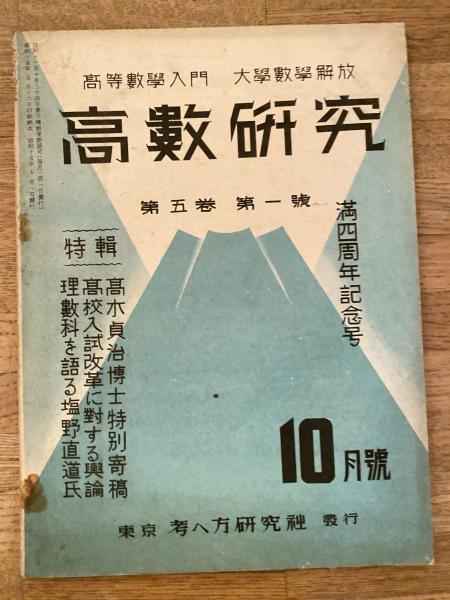 高等數學入門　大學數學解放
高數研究
第五巻　第一號
滿四周年記念号
特輯
高木貞治博士特別寄稿
高校入試改革に對する輿論
理數科を語る塩野直道氏
10月號
東京　考へ方研究社　發行